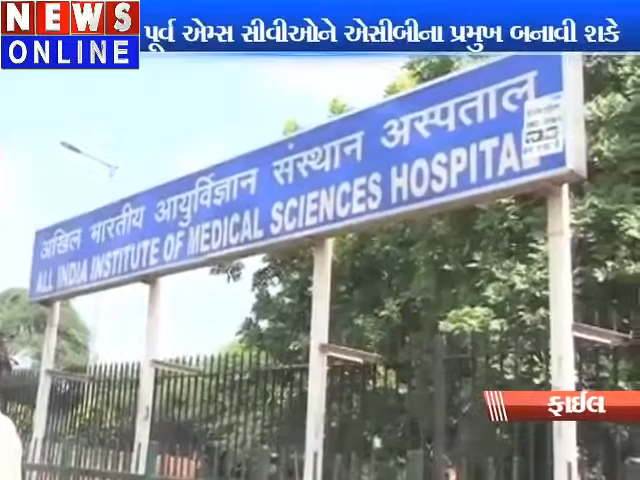 NEWS
ONLINE
પૂર્વ એમ્સ સીવીઓને એસીબીના પ્રમુખ બનાવી શકે
अखिल भारतीय आयुर्विज्ञान संस्थान अस्पताल
ALL INDIA INSTITUTE OF MEDICAL SCIENCES HOSPITAL
ફાઈલ